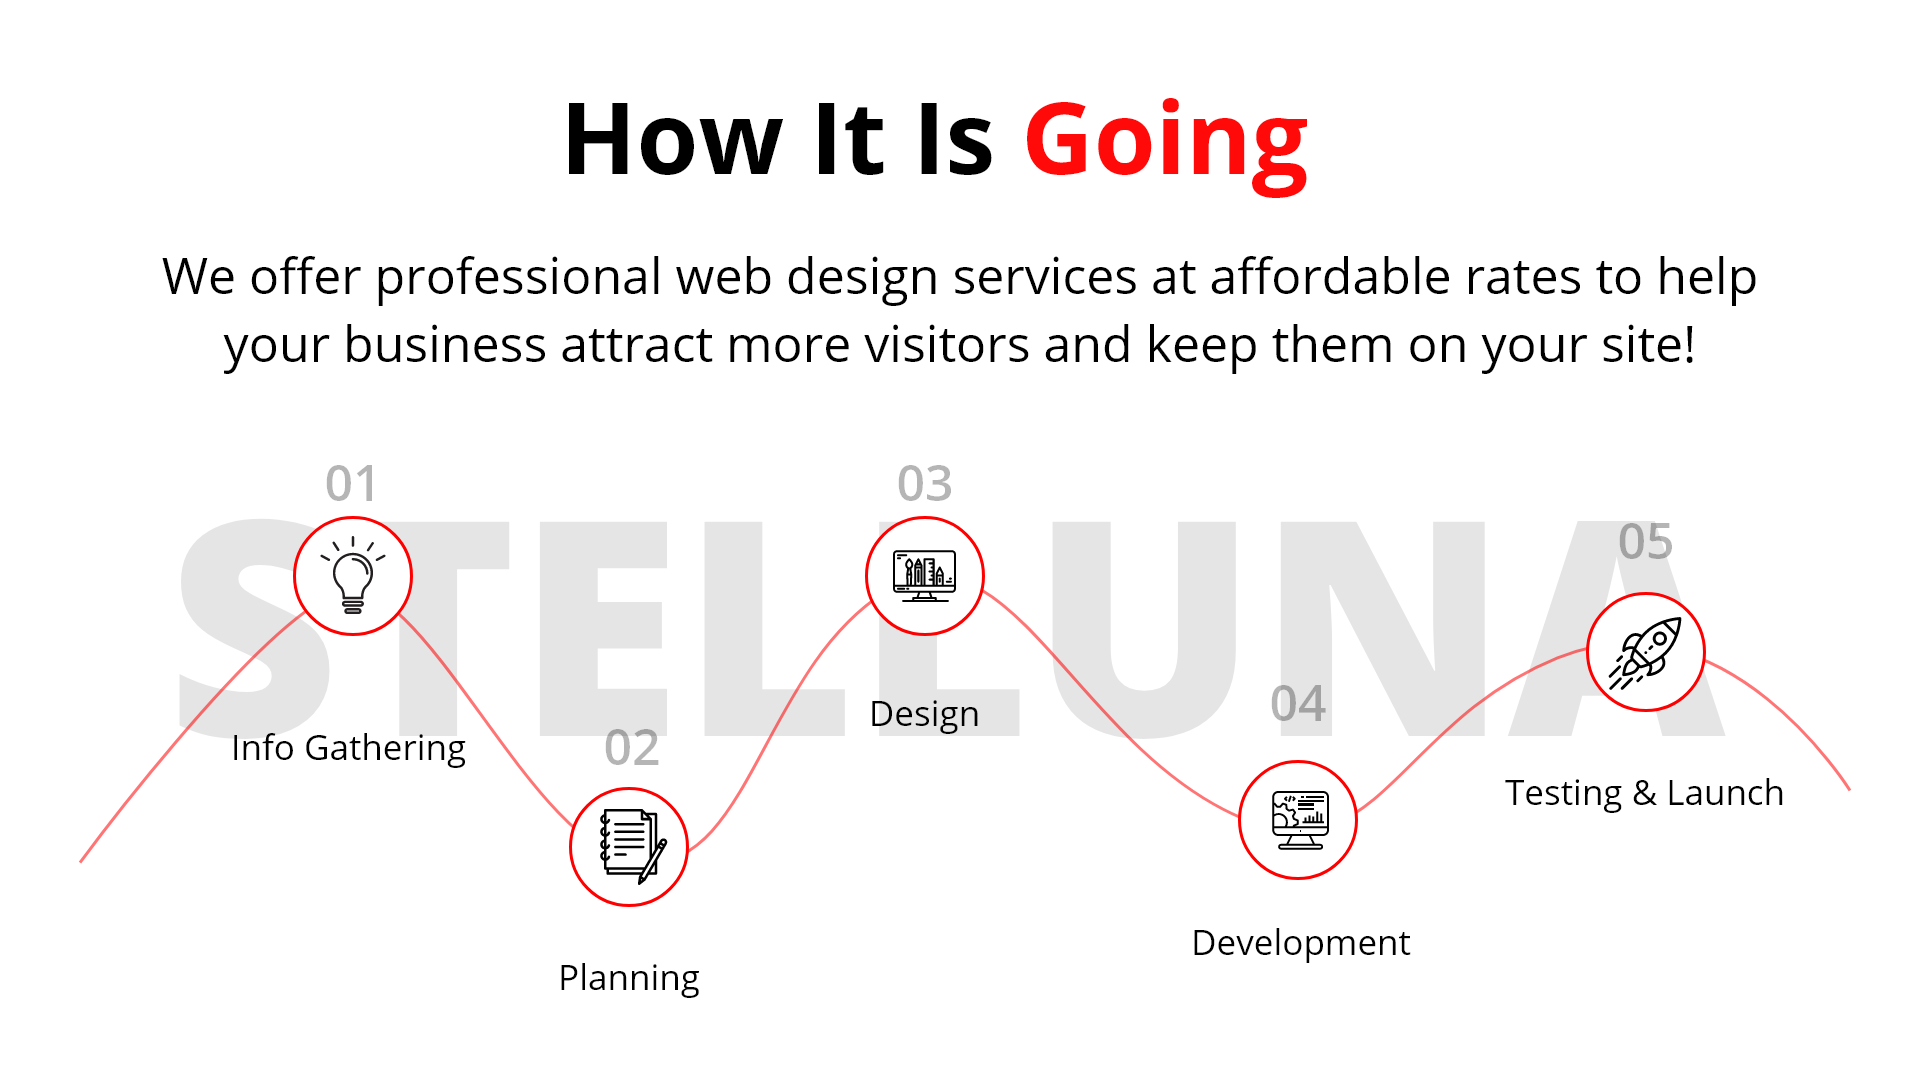 How It Is Going
We offer professional web design services at affordable rates to help
your business attract more visitors and keep them on your site!
STELLUNA
01
Info Gathering
02
Planning
03
Design
04
Development
05
Testing & Launch